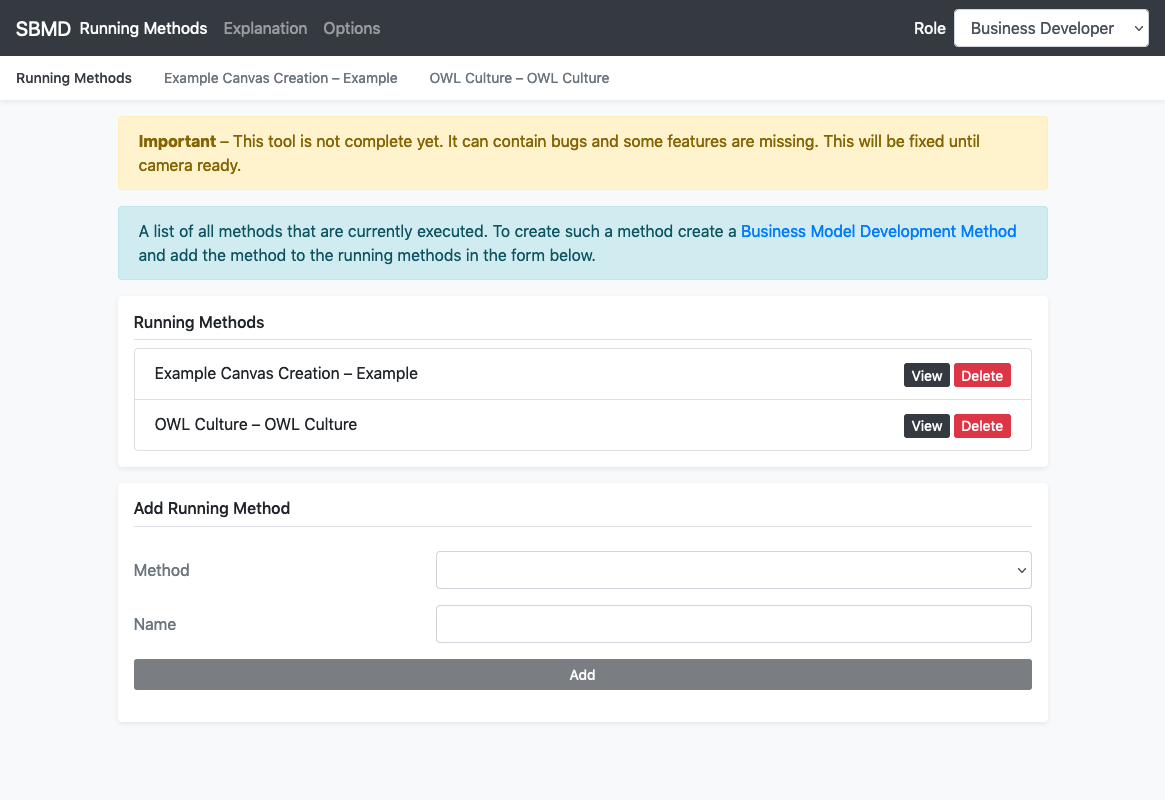 SBMD Running Methods Explanation Options Role Business Developer
Running Methods Example Canvas Creation – Example OWL Culture – OWL Culture
Important – This tool is not complete yet. It can contain bugs and some features are missing. This will be fixed until
camera ready.
A list of all methods that are currently executed. To create such a method create a Business Model Development Method
and add the method to the running methods in the form below.
Running Methods
Example Canvas Creation – Example View Delete
OWL Culture – OWL Culture View Delete
Add Running Method
Method
Name
Add